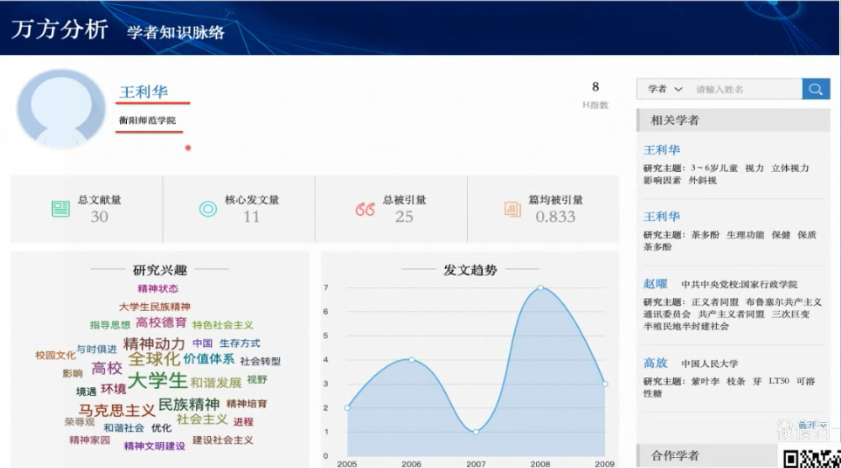 万方分析 学者知识脉络
王利华
衡阳师范学院
8
H指数
总文献量
30
核心发文量
11
总被引量
25
篇均被引量
0.833
研究兴趣
精神状态
大学生民族精神
指导思想 高校德育 特色社会主义
与时俱进 精神动力 中国 生存方式
校园文化 全球化 价值体系 社会转型
影响 高校 大学生 和谐发展 视野
境遇 环境
马克思主义 民族精神 精神培育
荣辱观 和谐社会 优化 社会主义 进程
精神家园 精神文明建设 建设社会主义
发文趋势
7
6
5
4
3
2
1
0
2005 2006 2007 2008 2009
学者 请输入姓名
相关学者
王利华
研究主题: 3~6岁儿童 视力 立体视力
影响因素 外斜视
王利华
研究主题: 茶多酚 生理功能 保健 保质
茶多酚
赵曜 中共中央党校:国家行政学院
研究主题: 正义者同盟 布鲁塞尔共产主义
通讯委员会 共产主义者同盟 三次巨变
半殖民地半封建社会
高放 中国人民大学
研究主题: 紫叶李 枝条 芽 LT50 可溶
性糖
合作学者